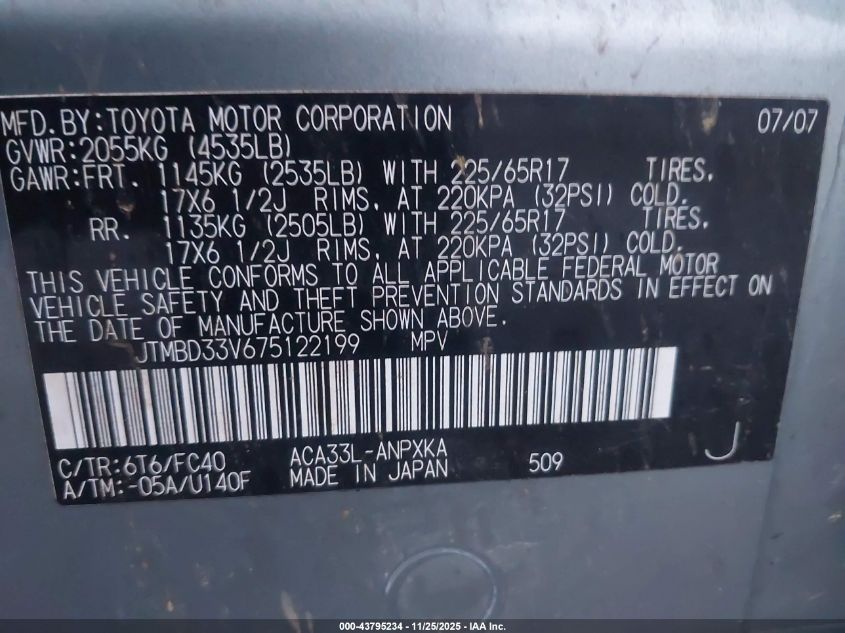 MFD.BY:TOYOTA MOTOR CORPORATION 07/07
GVWR:2055KG (4535LB)
GAWR:FRT. 1145KG (2535LB) WITH 225/65R17 TIRES,
17X6 1/2J RIMS, AT 220KPA (32PSI) COLD.
RR. 1135KG (2505LB) WITH 225/65R17 TIRES,
17X6 1/2J RIMS, AT 220KPA (32PSI) COLD.
THIS VEHICLE CONFORMS TO ALL APPLICABLE FEDERAL MOTOR
VEHICLE SAFETY AND THEFT PREVENTION STANDARDS IN EFFECT ON
THE DATE OF MANUFACTURE SHOWN ABOVE.
JTMBD33V675122199 MPV
C/TR:6T6/FC40 ACA33L-ANPXKA 509 J
A/TM:-05A/U140F MADE IN JAPAN
000-43795234 - 11/25/2025 - IAA Inc.